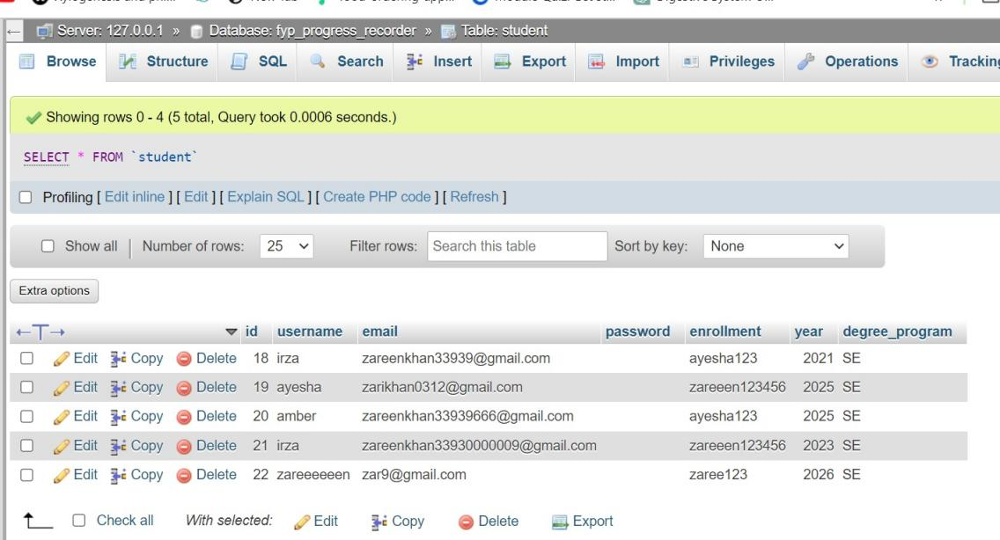 Server: 127.0.0.1 » Database: fyp_progress_recorder » Table: student
Browse Structure SQL Search Insert Export Import Privileges Operations Tracking
Showing rows 0 - 4 (5 total, Query took 0.0006 seconds.)
SELECT * FROM `student`
Profiling [ Edit inline ] [ Edit ] [ Explain SQL ] [ Create PHP code ] [ Refresh ]
Show all Number of rows: 25 Filter rows: Search this table Sort by key: None
Extra options
id username email password enrollment year degree_program
Edit Copy Delete 18 irza zareenkhan33939@gmail.com ayesha123 2021 SE
Edit Copy Delete 19 ayesha zarikhan0312@gmail.com zareeen123456 2025 SE
Edit Copy Delete 20 amber zareenkhan33939666@gmail.com ayesha123 2025 SE
Edit Copy Delete 21 irza zareenkhan33930000009@gmail.com zareeen123456 2023 SE
Edit Copy Delete 22 zareeeeeen zar9@gmail.com zaree123 2026 SE
Check all With selected: Edit Copy Delete Export